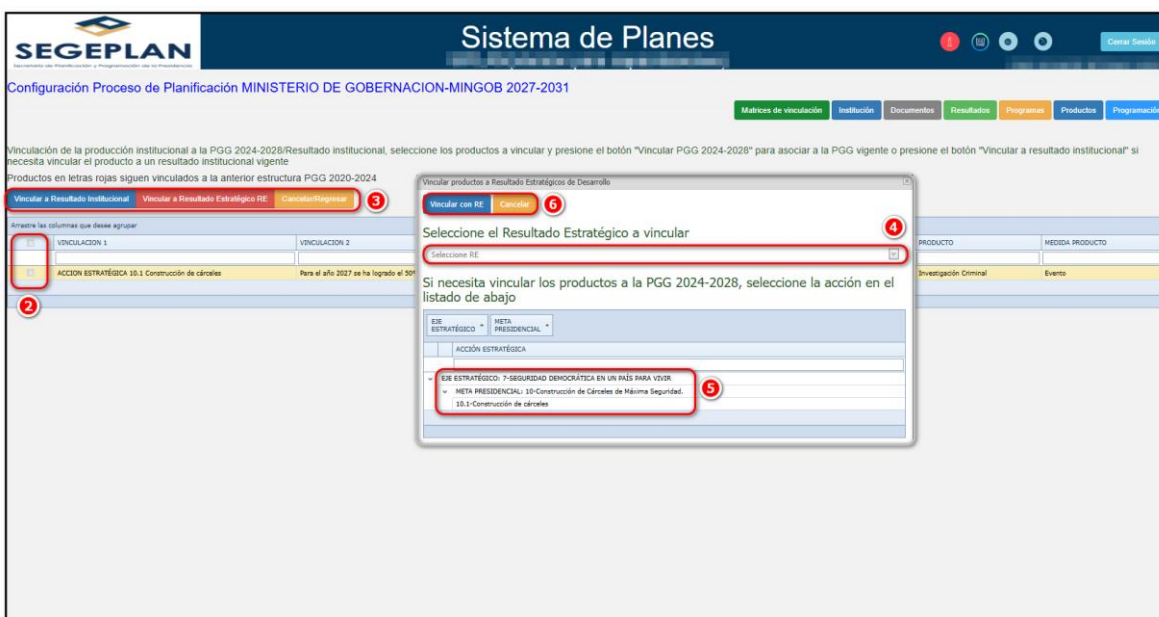 SEGEPLAN
Secretaría de Planificación y Programación de la Presidencia
Sistema de Planes
Cerrar Sesión
Configuración Proceso de Planificación MINISTERIO DE GOBERNACION-MINGOB 2027-2031
Matrices de vinculación Institución Documentos Resultados Programas Productos Programación
Vinculación de la producción institucional a la PGG 2024-2028/Resultado institucional, seleccione los productos a vincular y presione el botón "Vincular PGG 2024-2028" para asociar a la PGG vigente o presione el botón "Vincular a resultado institucional" si
necesita vincular el producto a un resultado institucional vigente
Productos en letras rojas siguen vinculados a la anterior estructura PGG 2020-2024
Vincular a Resultado Institucional Vincular a Resultado Estratégico RE Cancelar/Regresar 3
Arrastre las columnas que desee agrupar
VINCULACION 1 VINCULACION 2 PRODUCTO MEDIDA PRODUCTO
ACCION ESTRATÉGICA 10.1 Construcción de cárceles Para el año 2027 se ha logrado el 50% Investigación Criminal Evento
2
Vincular productos a Resultado Estratégicos de Desarrollo
Vincular con RE Cancelar 6
Seleccione el Resultado Estratégico a vincular
4
Seleccione RE
Si necesita vincular los productos a la PGG 2024-2028, seleccione la acción en el
listado de abajo
EJE META
ESTRATÉGICO PRESIDENCIAL
ACCIÓN ESTRATÉGICA
EJE ESTRATÉGICO: 7-SEGURIDAD DEMOCRÁTICA EN UN PAÍS PARA VIVIR
META PRESIDENCIAL: 10-Construcción de Cárceles de Máxima Seguridad.
5
10.1-Construcción de cárceles